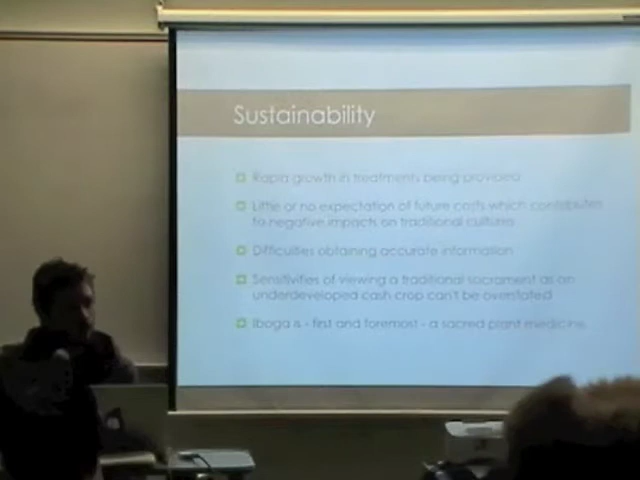 Sustainability
Rapid growth in treatments being provided
Little or no expectation of future costs which contributes
to negative impacts on traditional cultures
Difficulties obtaining accurate information
Sensitivities of viewing a traditional sacrament as an
underdeveloped cash crop can't be overstated
Iboga is - first and foremost - a sacred plant medicine.